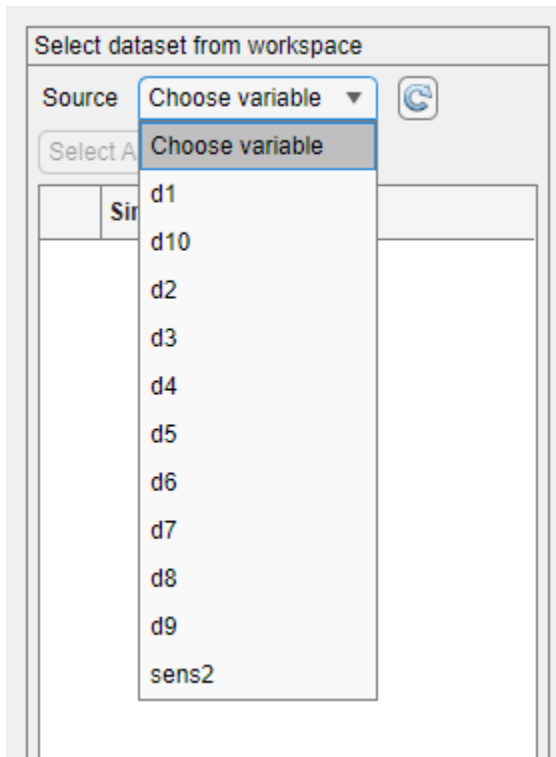 Select dataset from workspace
Source Choose variable
Select A
Choose variable
d1
d10
d2
d3
d4
d5
d6
d7
d8
d9
sens2